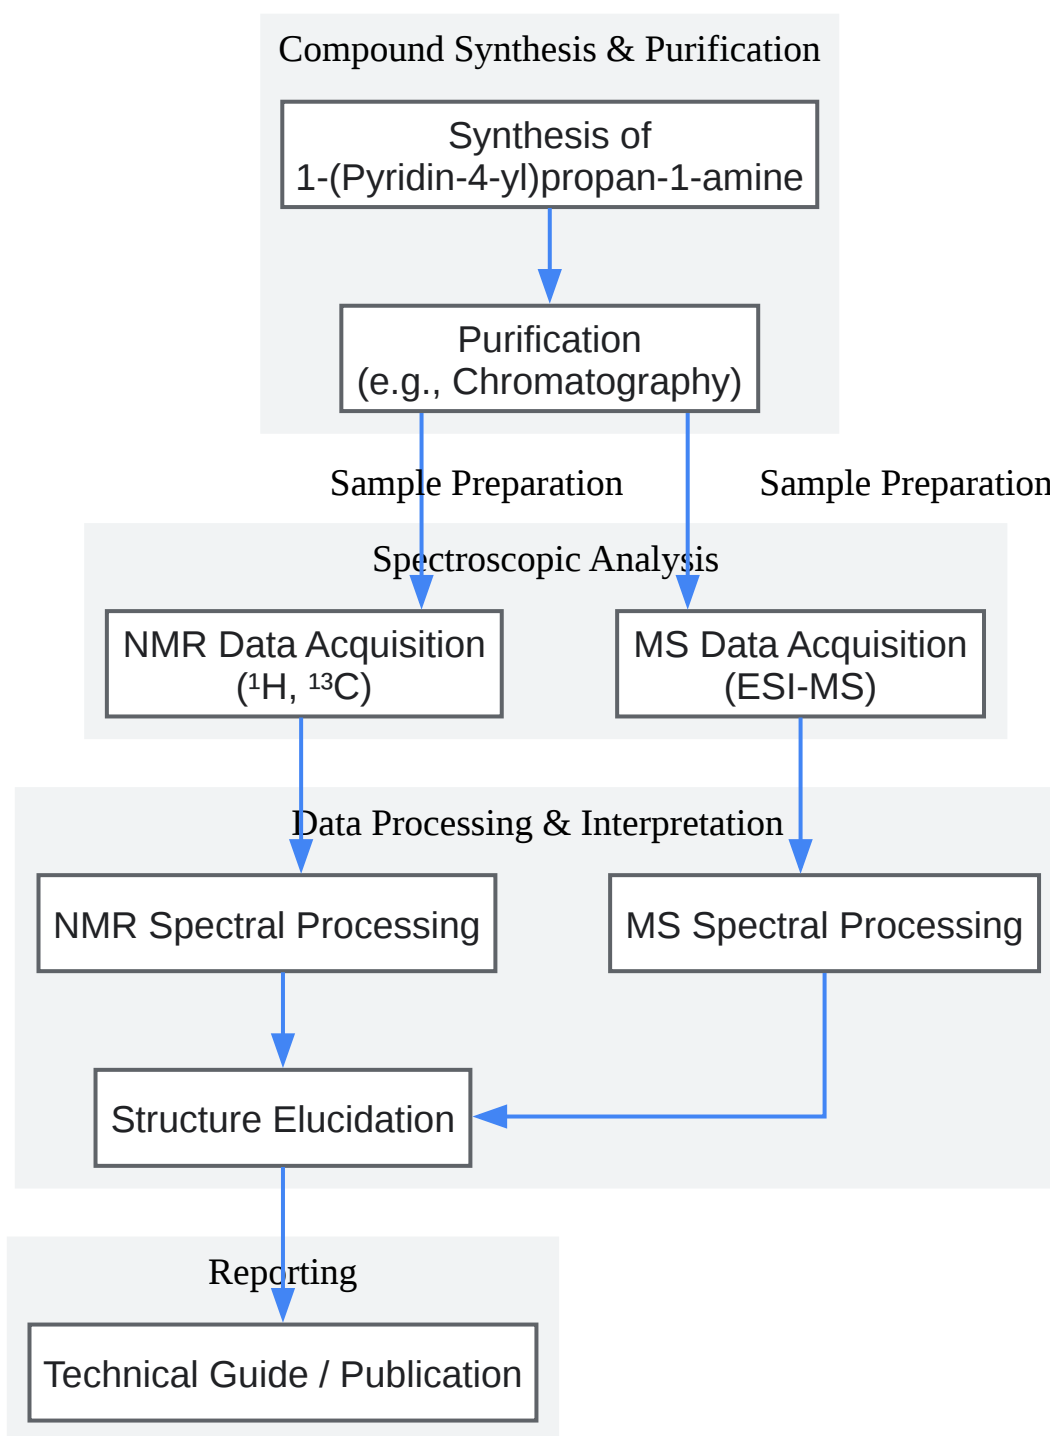 Compound Synthesis & Purification
Synthesis of
1-(Pyridin-4-yl)propan-1-amine
Purification
(e.g., Chromatography)
Sample Preparation
Sample Preparation
Spectroscopic Analysis
NMR Data Acquisition
(¹H, ¹³C)
MS Data Acquisition
(ESI-MS)
Data Processing & Interpretation
NMR Spectral Processing
MS Spectral Processing
Structure Elucidation
Reporting
Technical Guide / Publication